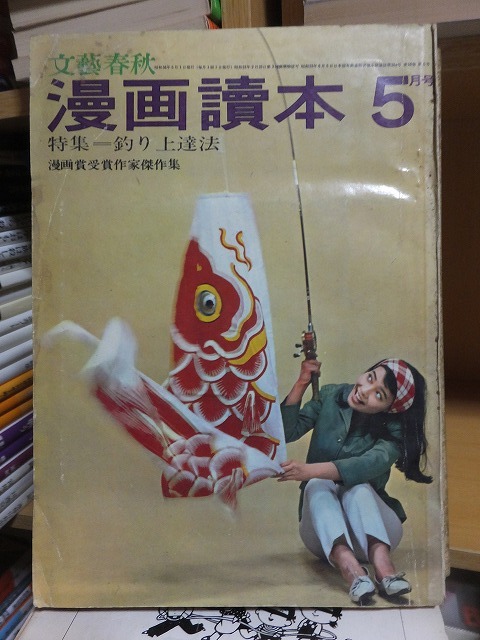 文藝春秋
漫画讀本 5月号
特集＝釣り上達法
漫画賞受賞作家傑作集